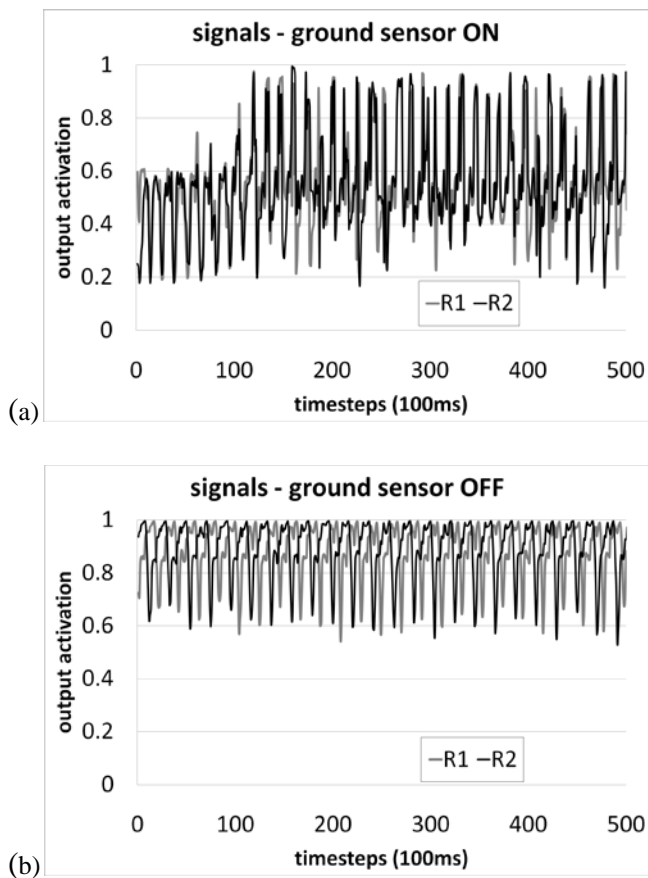 signals - ground sensor ON
1
0.8
0.6
0.4
0.2
0
output activation
R1 R2
0 100 200 300 400 500
timesteps (100ms)
(a)
signals - ground sensor OFF
1
0.8
0.6
0.4
0.2
0
output activation
R1 R2
0 100 200 300 400 500
timesteps (100ms)
(b)